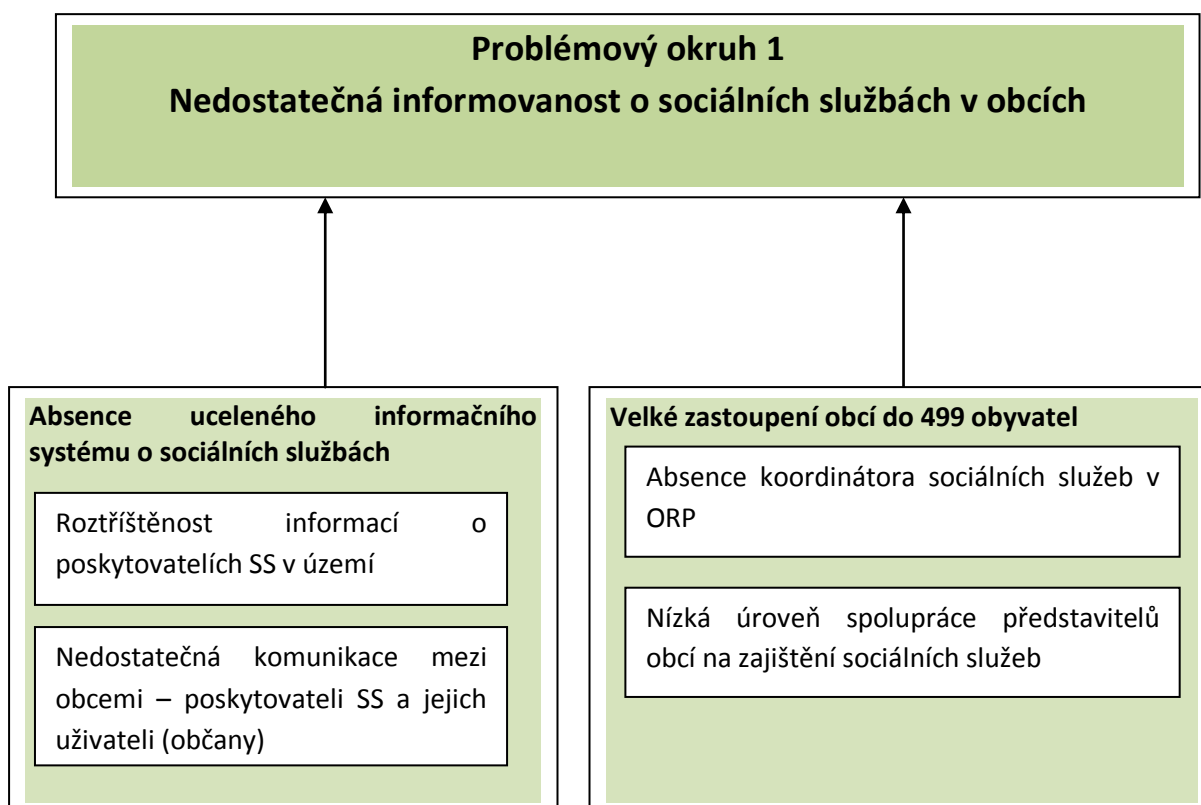 Problémový okruh 1
Nedostatečná informovanost o sociálních službách v obcích
Absence uceleného informačního
systému o sociálních službách
Roztříštěnost informací o
poskytovatelích SS v území
Nedostatečná komunikace mezi
obcemi – poskytovateli SS a jejich
uživateli (občany)
Velké zastoupení obcí do 499 obyvatel
Absence koordinátora sociálních služeb v
ORP
Nízká úroveň spolupráce představitelů
obcí na zajištění sociálních služeb